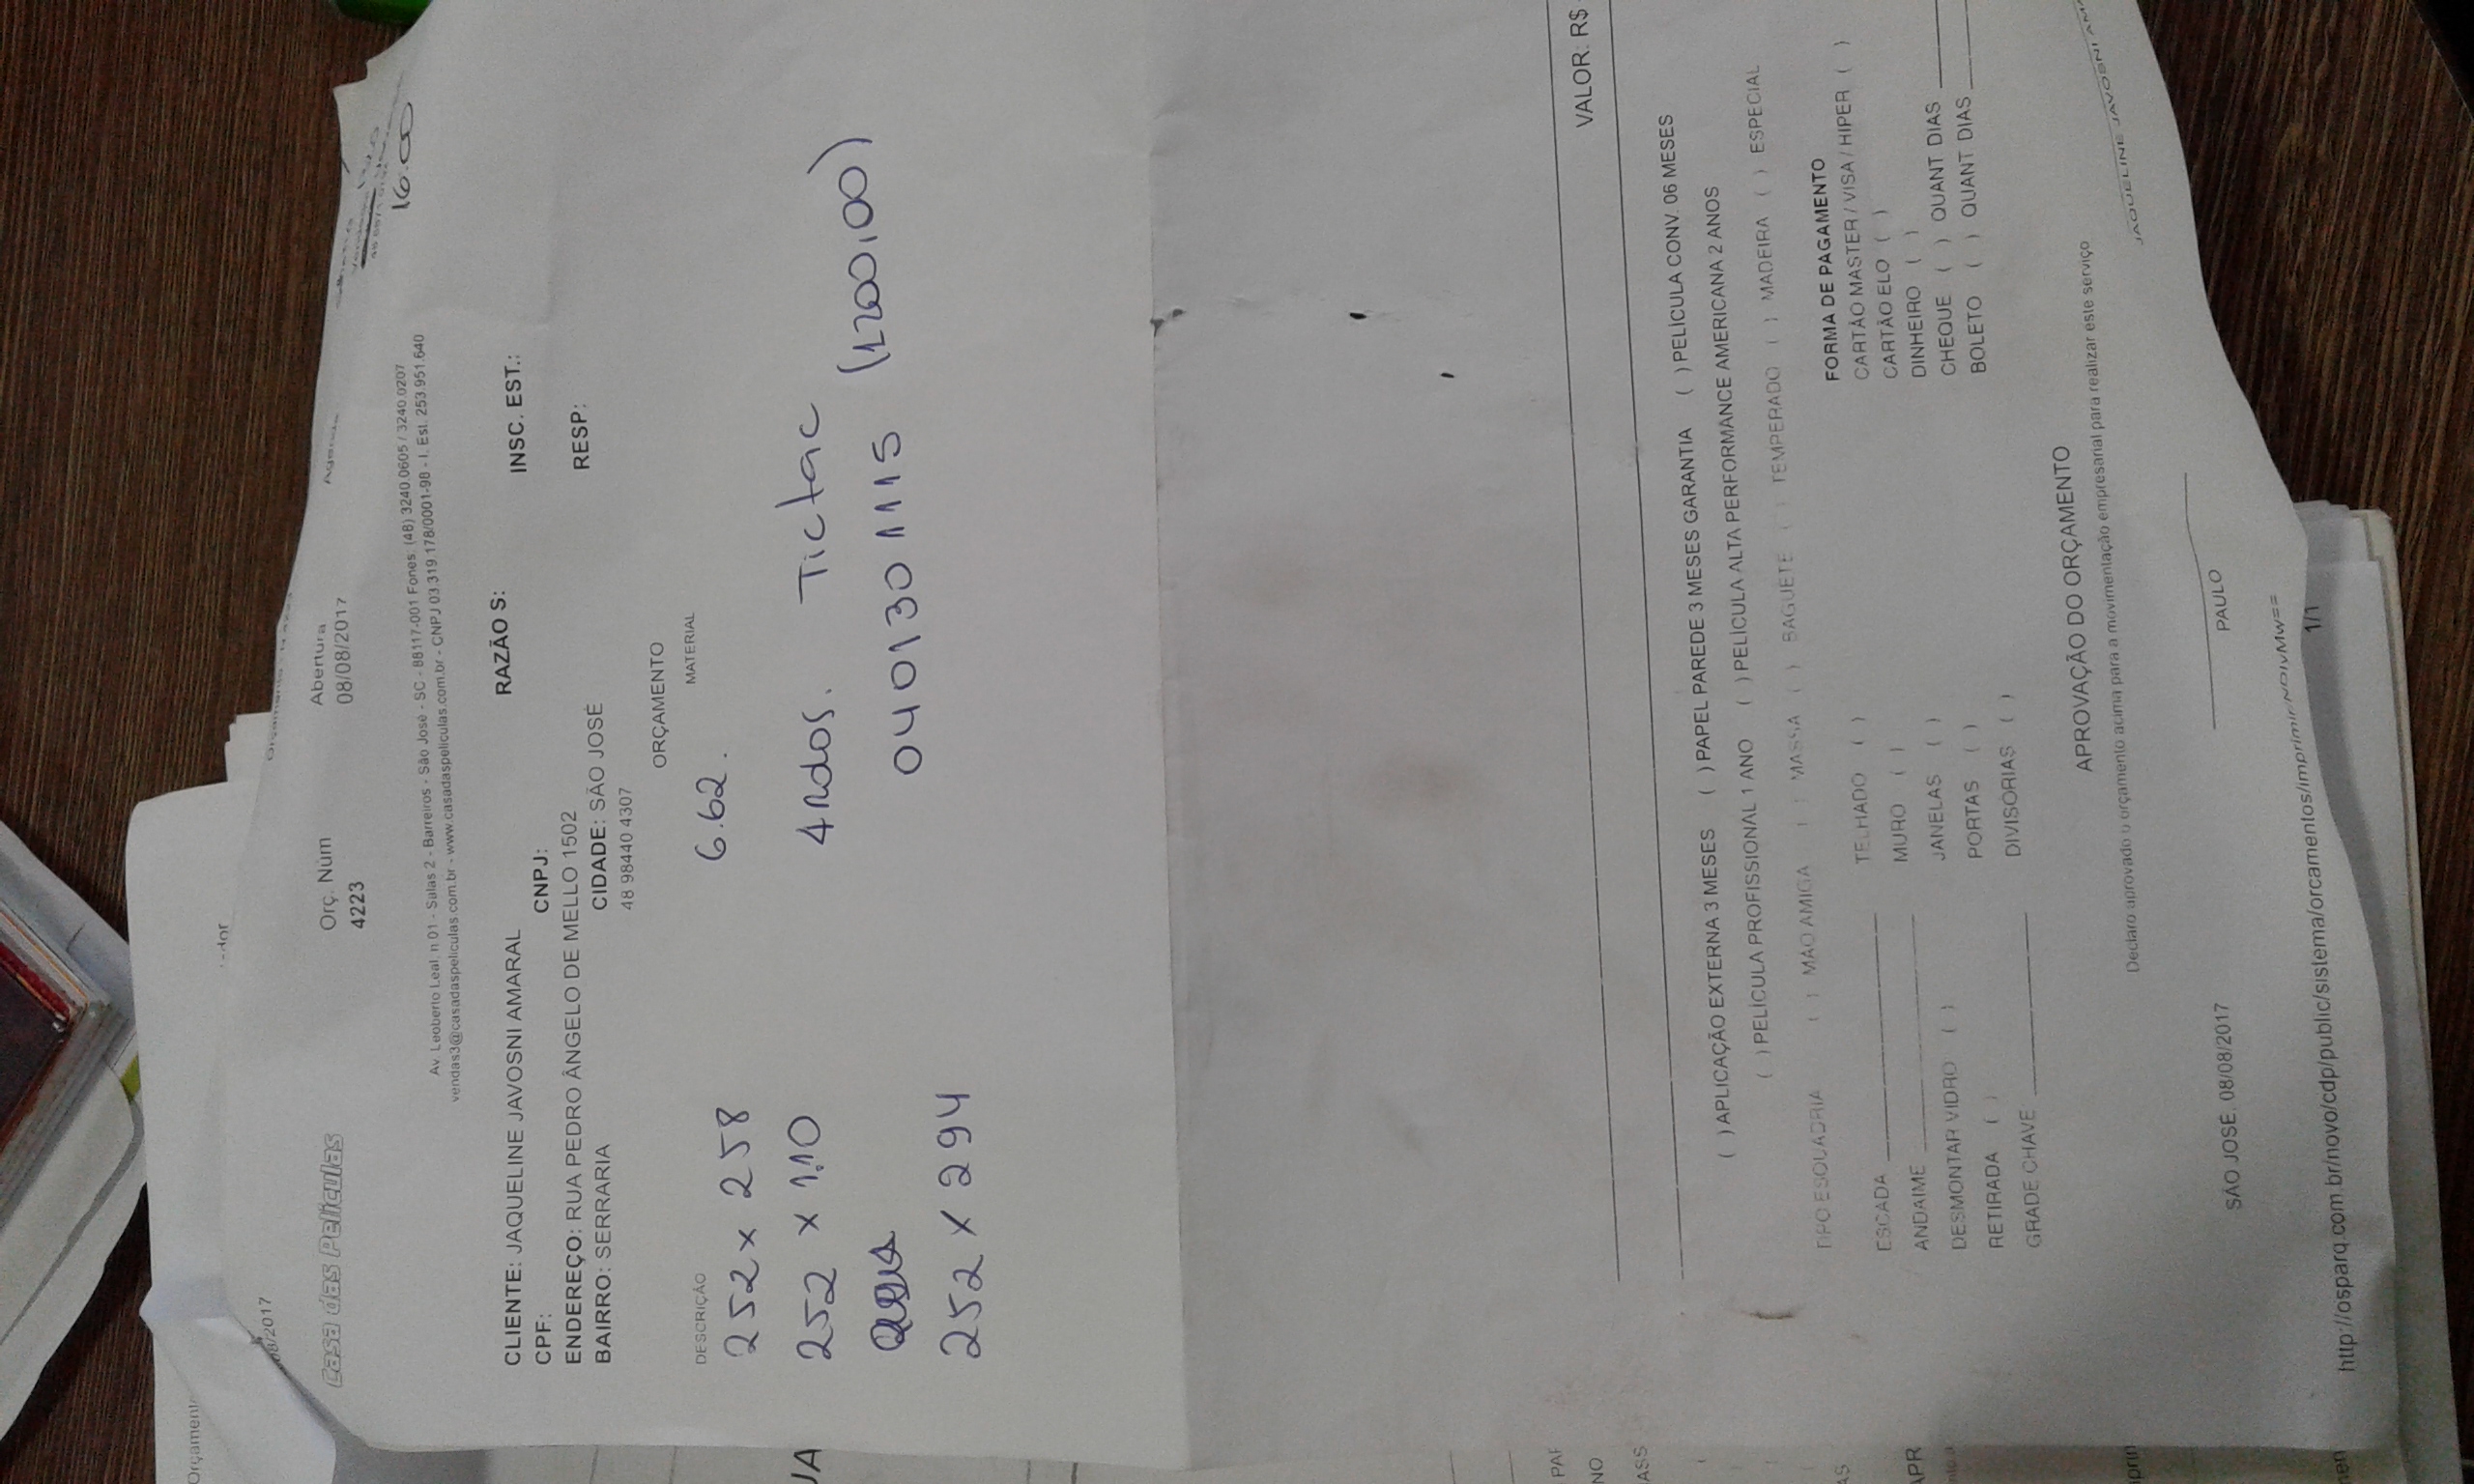 08/2017
Casa das Películas
Orç. Núm
4223
Abertura
08/08/2017
16:00
Av. Leoberto Leal, n 01 - Salas 2 - Barreiros - São José - SC - 88117-001 Fones: (48) 3240.0605 / 3240.0207
vendas3@casadaspeliculas.com.br - www.casadaspeliculas.com.br - CNPJ 03.319.178/0001-98 - I. Est. 253.951.640
CLIENTE: JAQUELINE JAVOSNI AMARAL RAZÃO S: INSC. EST.:
CPF: CNPJ:
ENDEREÇO: RUA PEDRO ÂNGELO DE MELLO 1502 RESP:
BAIRRO: SERRARIA CIDADE: SÃO JOSÉ
48 98440 4307
ORÇAMENTO
DESCRIÇÃO MATERIAL
252 x 258 6.62.
252 x 1.10 4 Rolos. Tictac
040130 1115 (1200,00)
252 x 294
VALOR: R$
( ) APLICAÇÃO EXTERNA 3 MESES ( ) PAPEL PAREDE 3 MESES GARANTIA ( ) PELÍCULA CONV. 06 MESES
( ) PELÍCULA PROFISSIONAL 1 ANO ( ) PELÍCULA ALTA PERFORMANCE AMERICANA 2 ANOS
TIPO ESQUADRIA ( ) MÃO AMIGA ( ) MASSA ( ) BAGUETE ( ) TEMPERADO ( ) MADEIRA ( ) ESPECIAL
ESCADA TELHADO ( )
ANDAIME MURO ( )
DESMONTAR VIDRO ( ) JANELAS ( )
RETIRADA ( ) PORTAS ( )
GRADE CHAVE DIVISÓRIAS ( )
FORMA DE PAGAMENTO
CARTÃO MASTER / VISA / HIPER ( )
CARTÃO ELO ( )
DINHEIRO ( )
CHEQUE ( ) QUANT DIAS
BOLETO ( ) QUANT DIAS
APROVAÇÃO DO ORÇAMENTO
Declaro aprovado o orçamento acima para a movimentação empresarial para realizar este serviço
SÃO JOSÉ, 08/08/2017
PAULO
JAQUELINE JAVOSNI
http://osparq.com.br/novo/cdp/public/sistema/orcamentos/imprimir/NDIyMw==
1/1